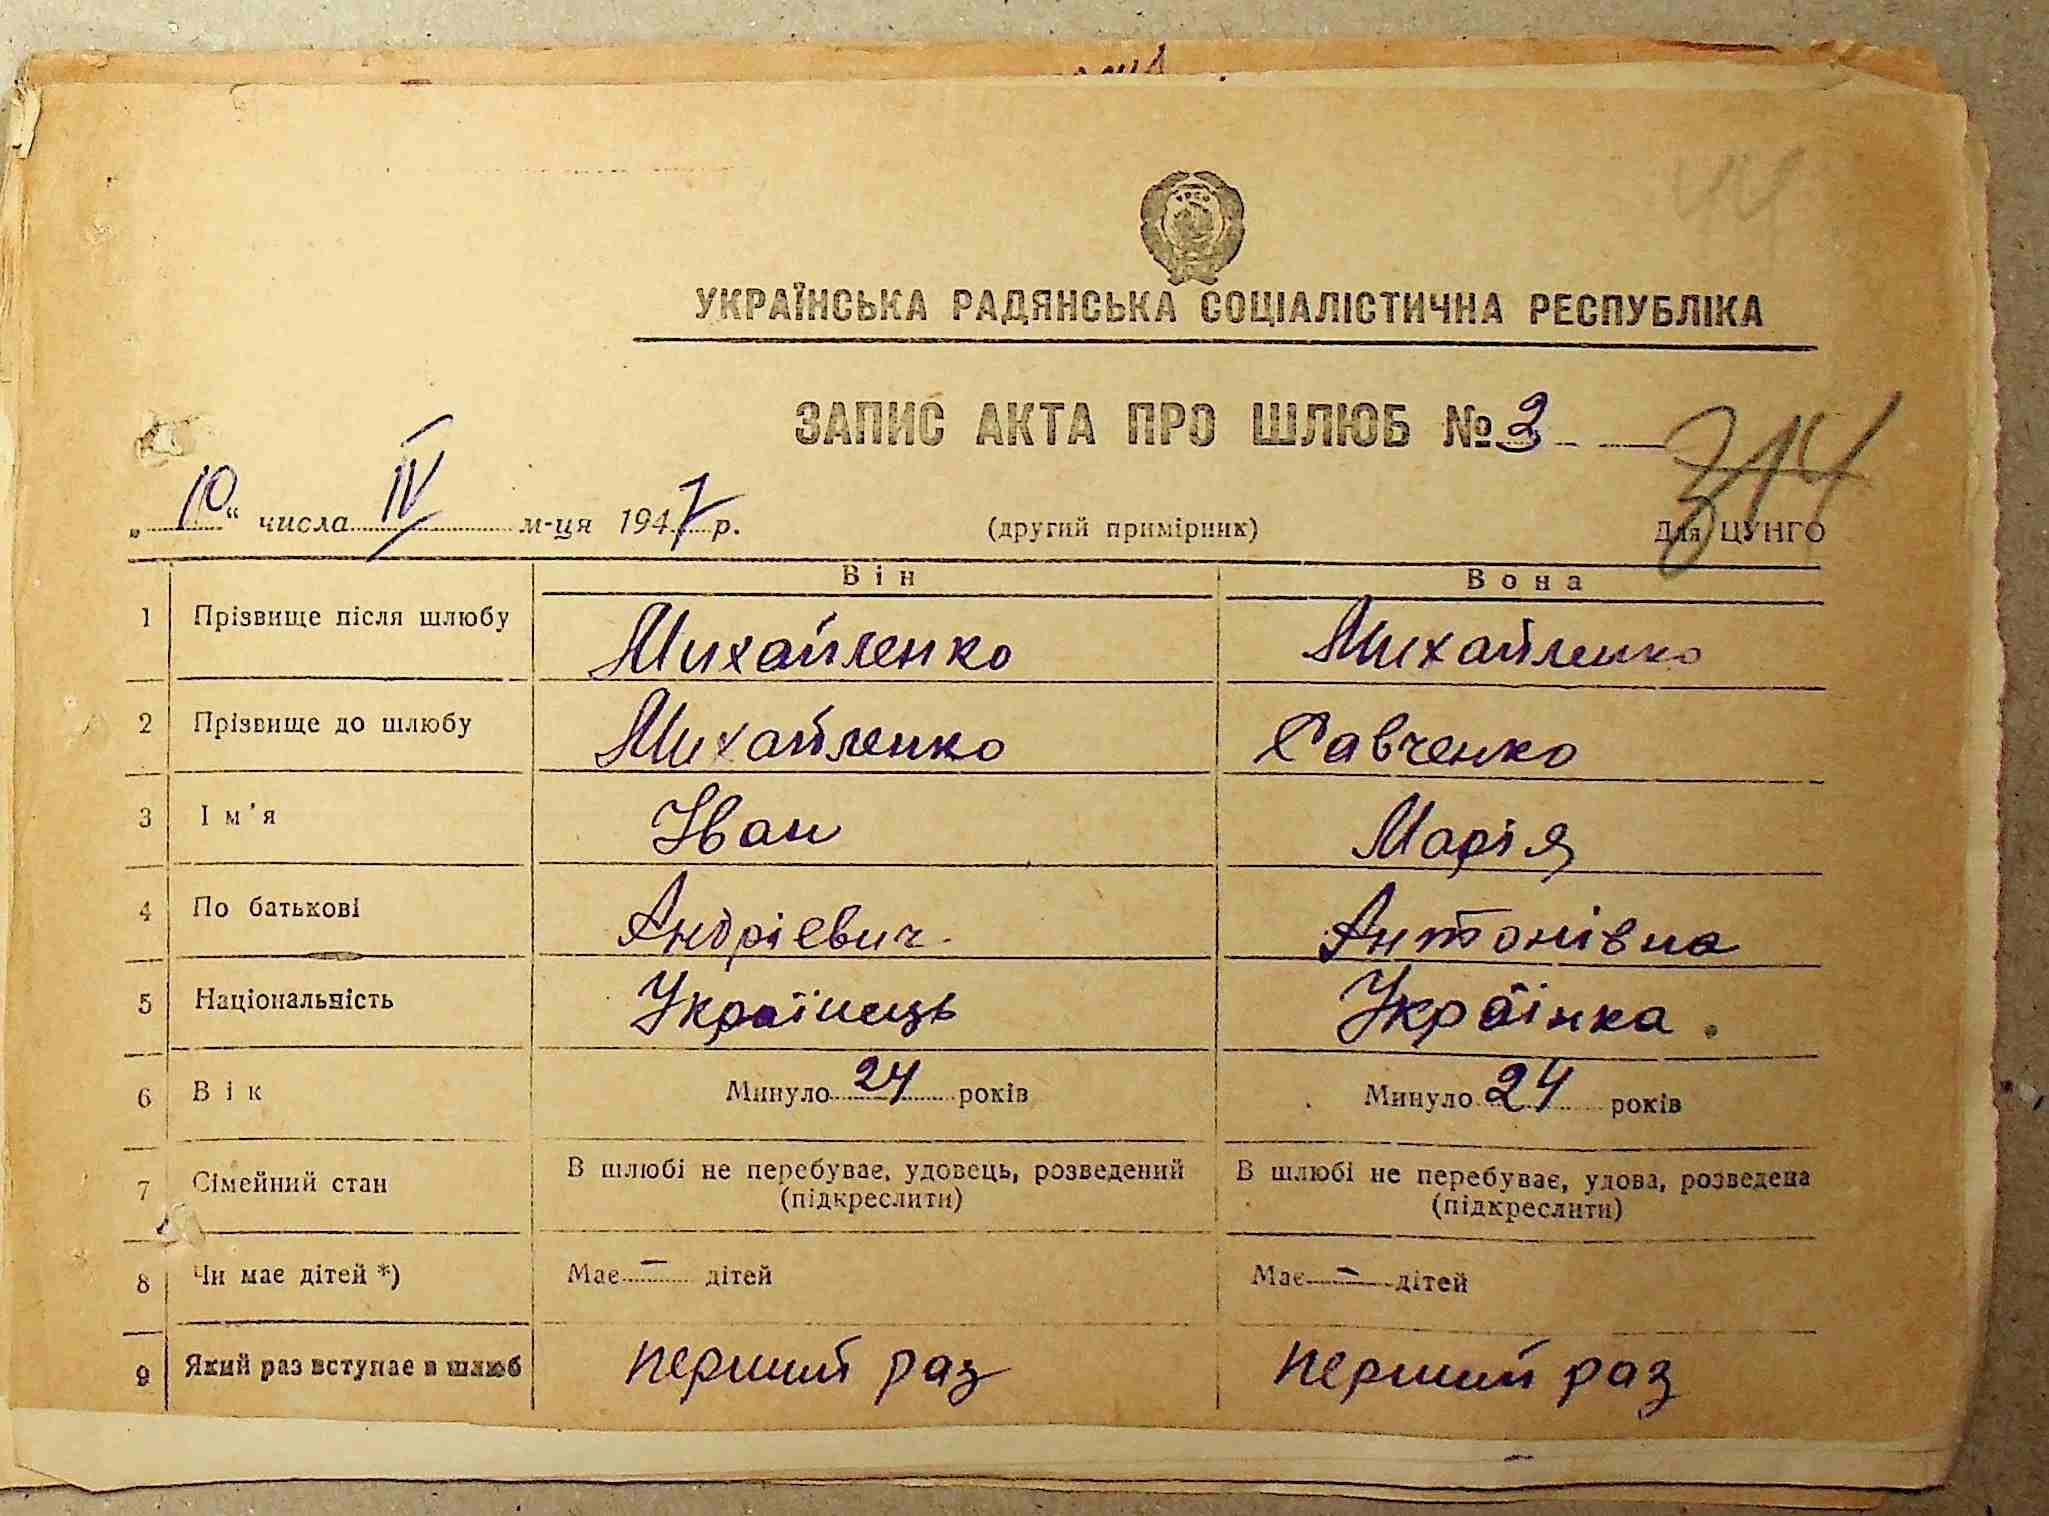 44
УКРАЇНСЬКА РАДЯНСЬКА СОЦІАЛІСТИЧНА РЕСПУБЛІКА
ЗАПИС АКТА ПРО ШЛЮБ № 3
314
„10“ числа IV м-ця 1947 р. (другий примірник) Для ЦУНГО
Він Вона
1 Прізвище після шлюбу Михайленко Михайленко
2 Прізвище до шлюбу Михайленко Савченко
3 Ім'я Іван Марія
4 По батькові Андрієвич Антонівна
5 Національність Українець Українка
6 Вік Минуло 24 років Минуло 24 років
7 Сімейний стан В шлюбі не перебуває, удовець, розведений В шлюбі не перебуває, удова, розведена
(підкреслити) (підкреслити)
8 Чи має дітей *) Має – дітей Має – дітей
9 Який раз вступає в шлюб перший раз перший раз